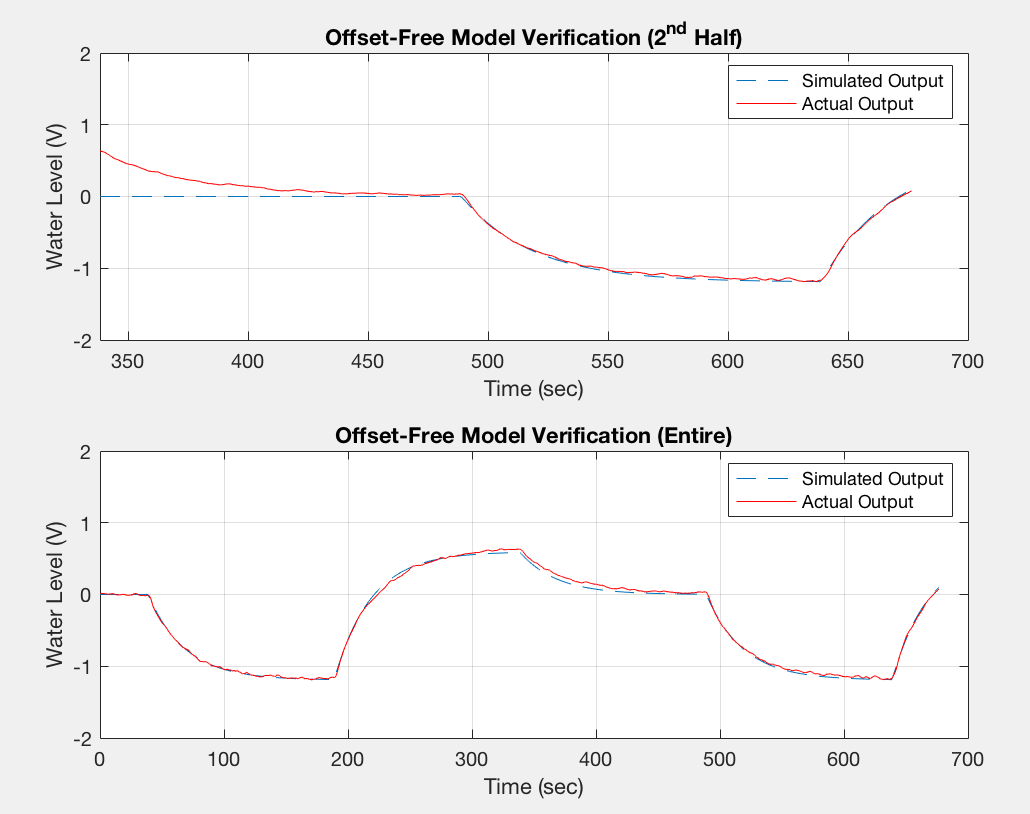 Offset-Free Model Verification (2nd Half)
2
1
0
-1
-2
Water Level (V)
Simulated Output
Actual Output
350 400 450 500 550 600 650 700
Time (sec)
Offset-Free Model Verification (Entire)
2
1
0
-1
-2
Water Level (V)
Simulated Output
Actual Output
0 100 200 300 400 500 600 700
Time (sec)